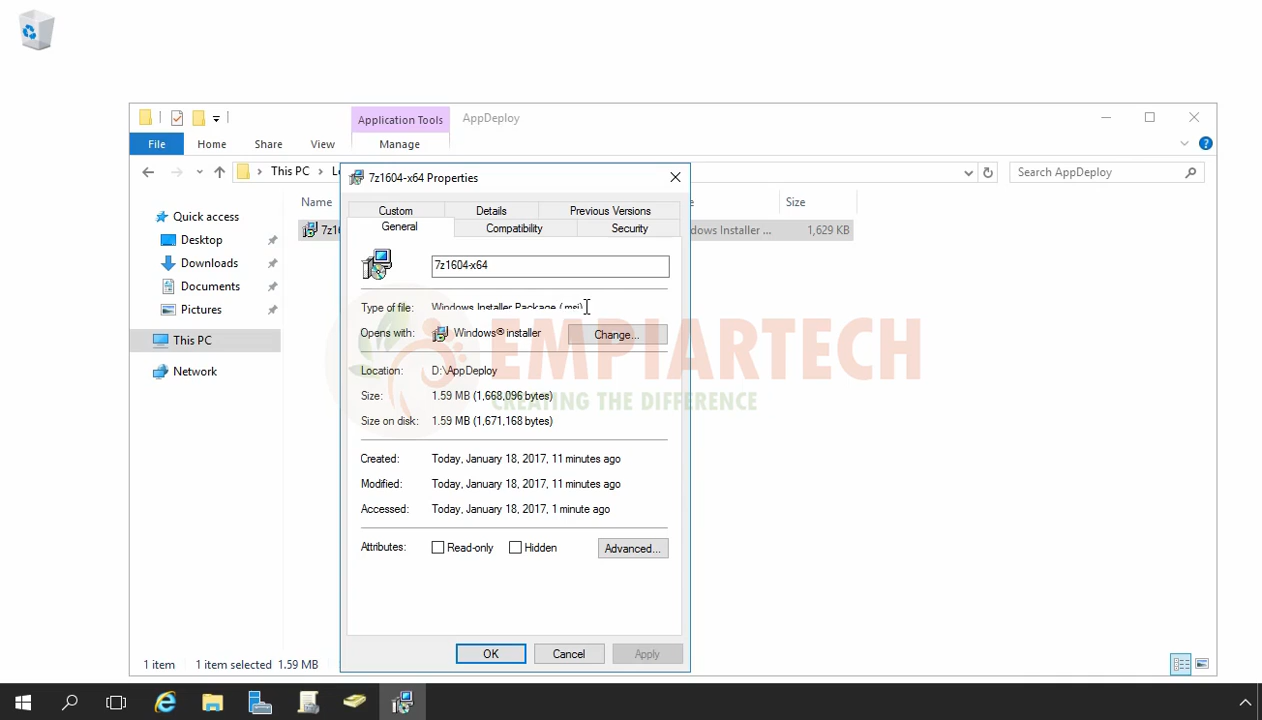 Application Tools
AppDeploy
File
Home
Share
View
Manage
This PC
Search AppDeploy
7z1604-x64 Properties
Quick access
Desktop
Downloads
Documents
Pictures
This PC
Network
Name
Size
1,629 KB
Custom
Details
Previous Versions
General
Compatibility
Security
7z1604-x64
Type of file: Windows Installer Package (.msi)
Opens with: Windows® installer
Change...
Location: D:\AppDeploy
Size: 1.59 MB (1,668,096 bytes)
Size on disk: 1.59 MB (1,671,168 bytes)
Created: Today, January 18, 2017, 11 minutes ago
Modified: Today, January 18, 2017, 11 minutes ago
Accessed: Today, January 18, 2017, 1 minute ago
Attributes: Read-only Hidden Advanced...
OK
Cancel
Apply
1 item
1 item selected 1.59 MB
EMPIARTECH
CREATING THE DIFFERENCE